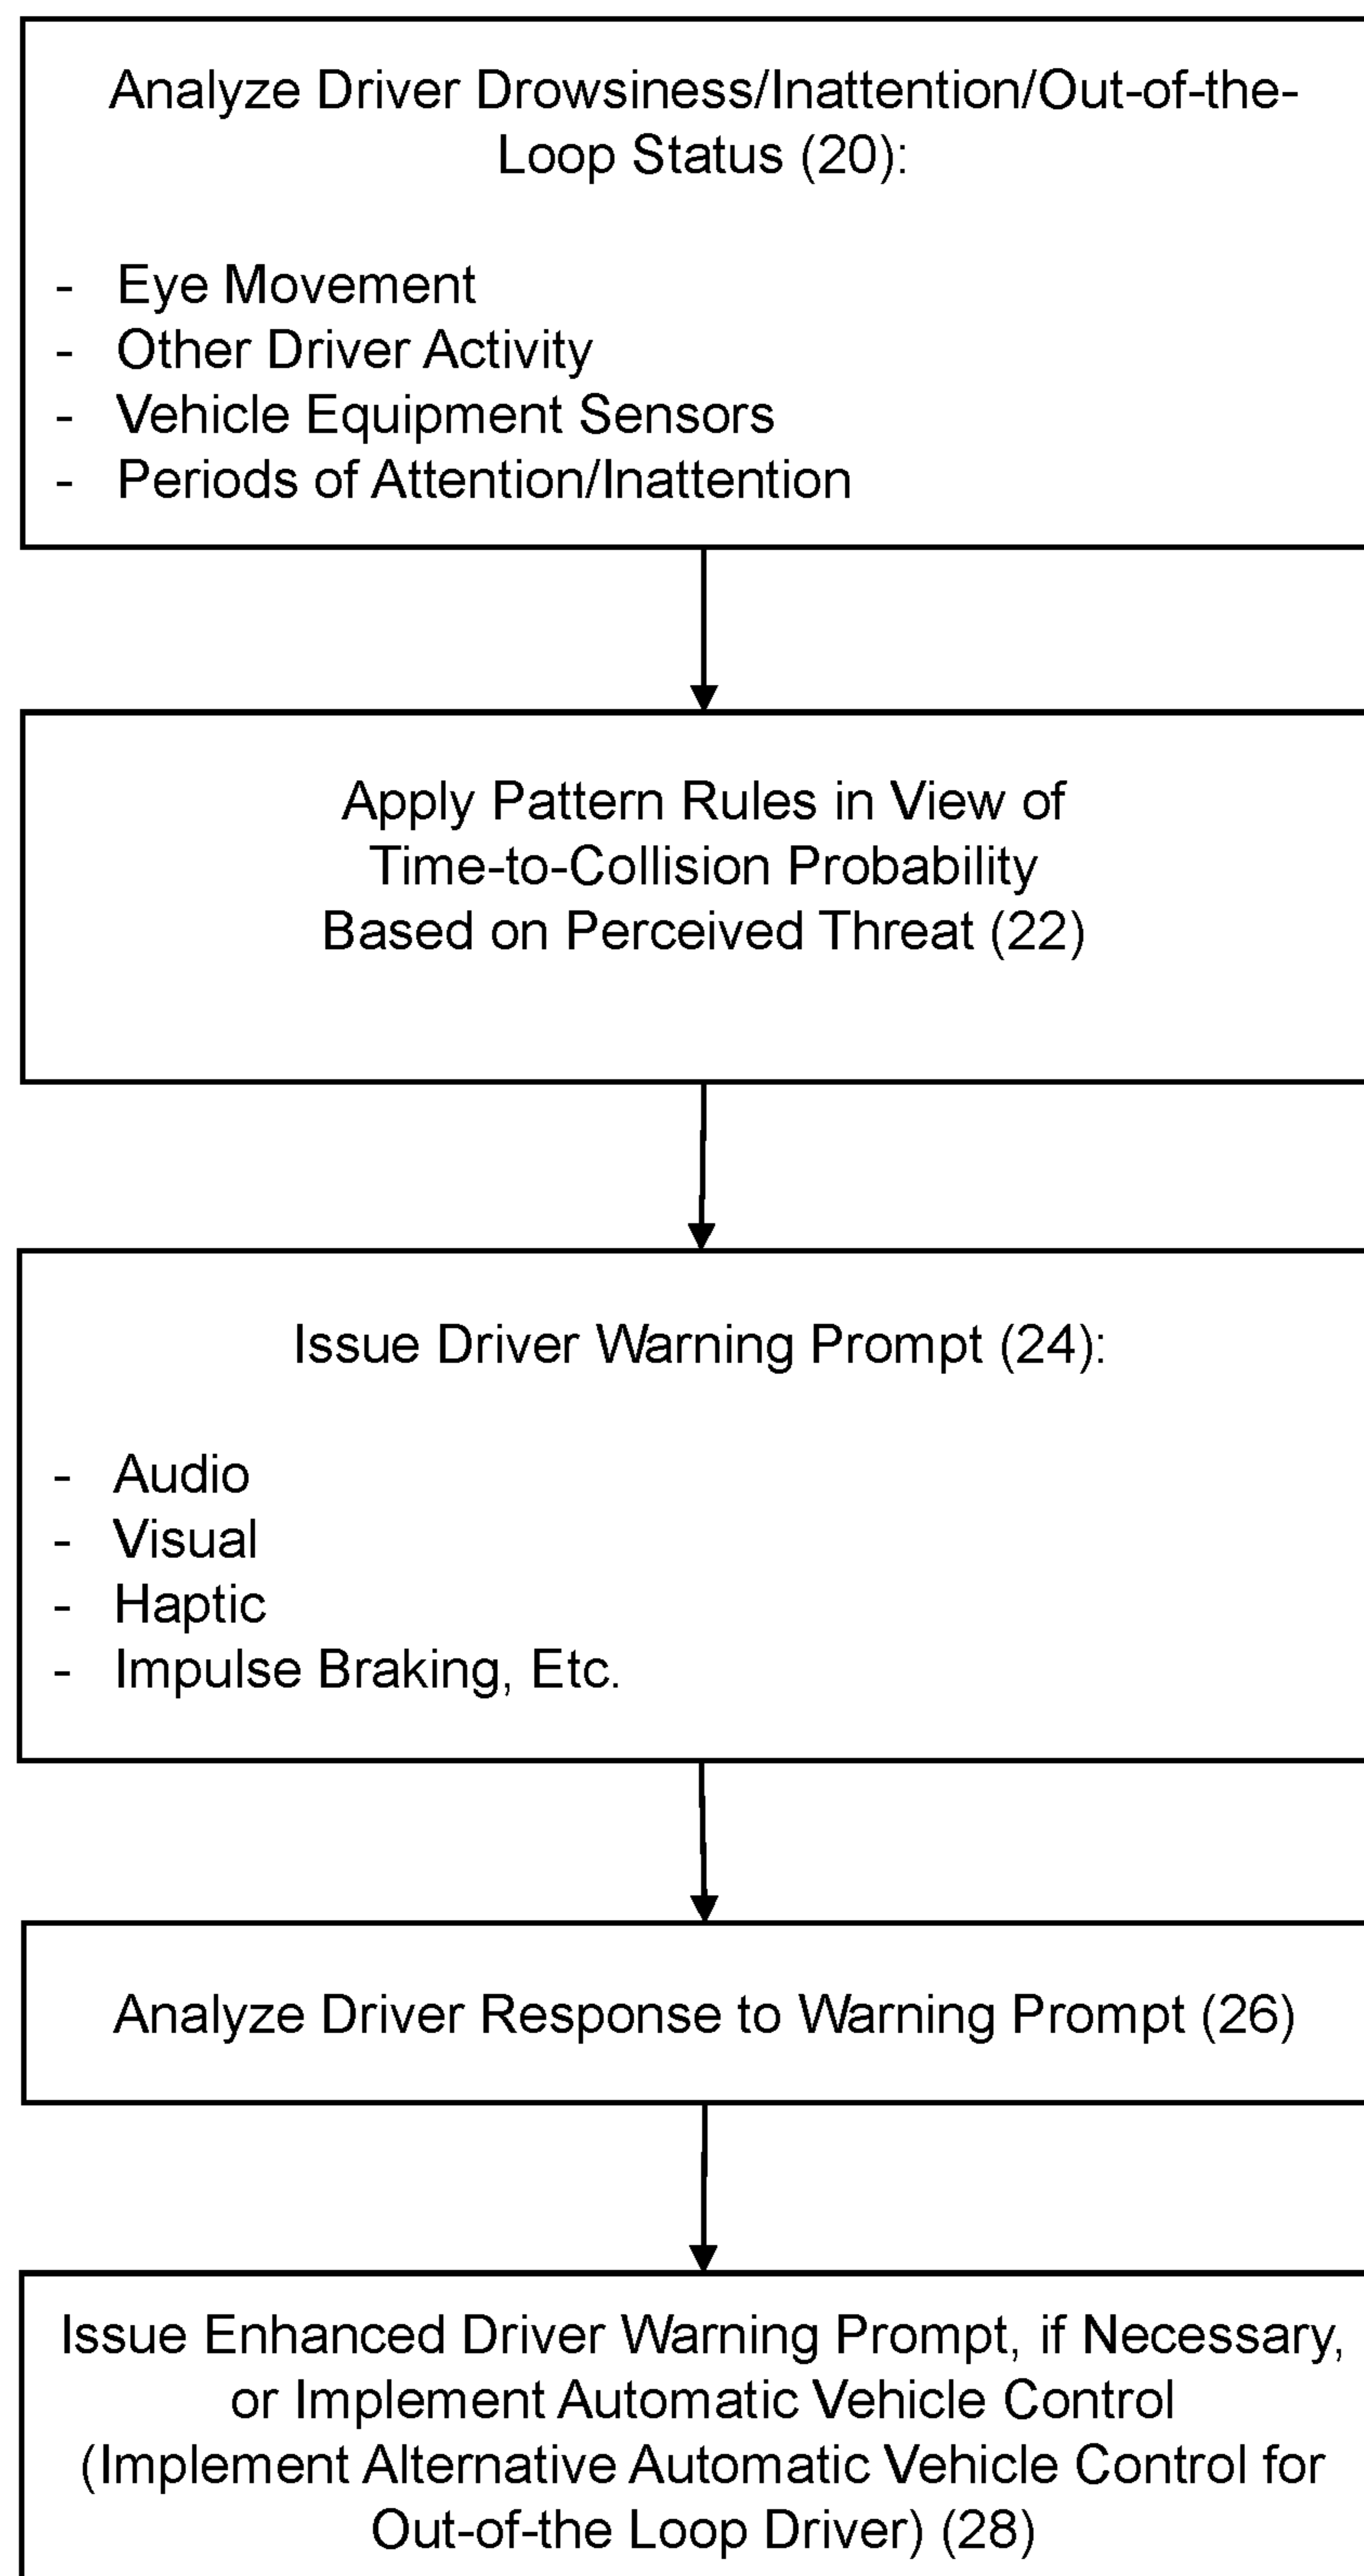 Analyze Driver Drowsiness/Inattention/Out-of-the-
Loop Status (20):
- Eye Movement
- Other Driver Activity
- Vehicle Equipment Sensors
- Periods of Attention/Inattention
Apply Pattern Rules in View of
Time-to-Collision Probability
Based on Perceived Threat (22)
Issue Driver Warning Prompt (24):
- Audio
- Visual
- Haptic
- Impulse Braking, Etc.
Analyze Driver Response to Warning Prompt (26)
Issue Enhanced Driver Warning Prompt, if Necessary,
or Implement Automatic Vehicle Control
(Implement Alternative Automatic Vehicle Control for
Out-of-the Loop Driver) (28)